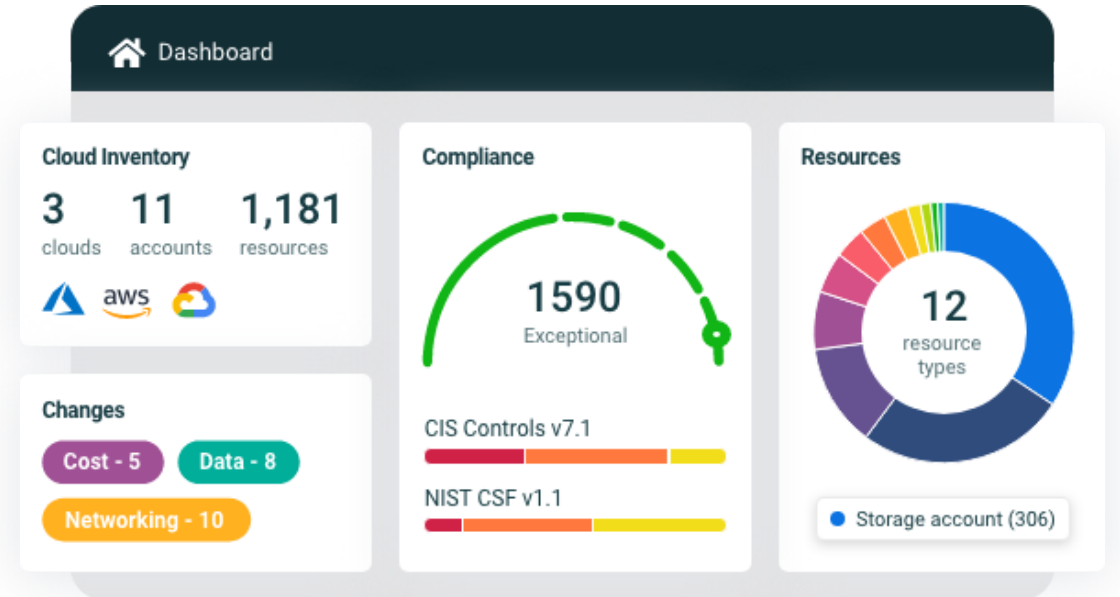 Dashboard
Cloud Inventory
3 11 1,181
clouds accounts resources
aws
Changes
Cost - 5 Data - 8
Networking - 10
Compliance
1590
Exceptional
CIS Controls v7.1
NIST CSF v1.1
Resources
12
resource
types
Storage account (306)